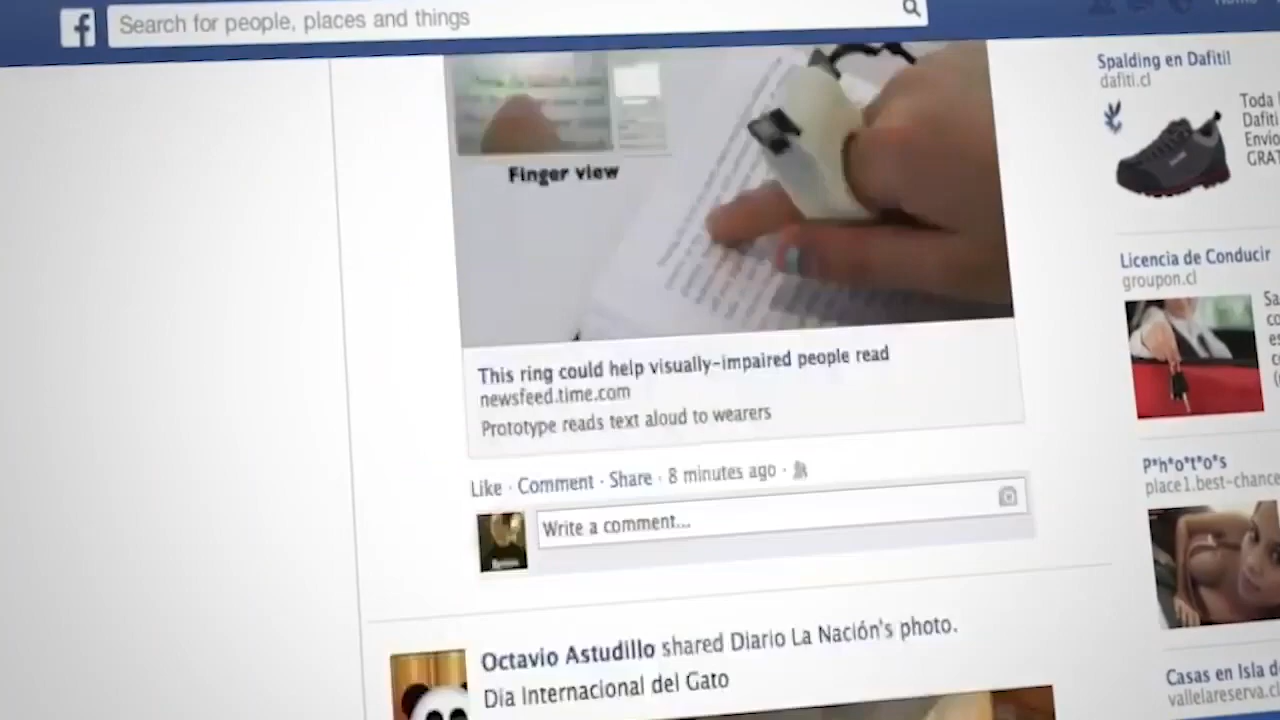 Search for people, places and things
Finger view
This ring could help visually-impaired people read
newsfeed.time.com
Prototype reads text aloud to wearers
Like · Comment · Share · 8 minutes ago ·
Write a comment...
Octavio Astudillo shared Diario La Nación's photo.
Dia Internacional del Gato
Spalding en Dafiti!
dafiti.cl
Toda
Dafiti
Envío
GRAT
Licencia de Conducir
groupon.cl
P*h*o*t*o*s
place1.best-chance
Casas en Isla d
vallelareserva.cl